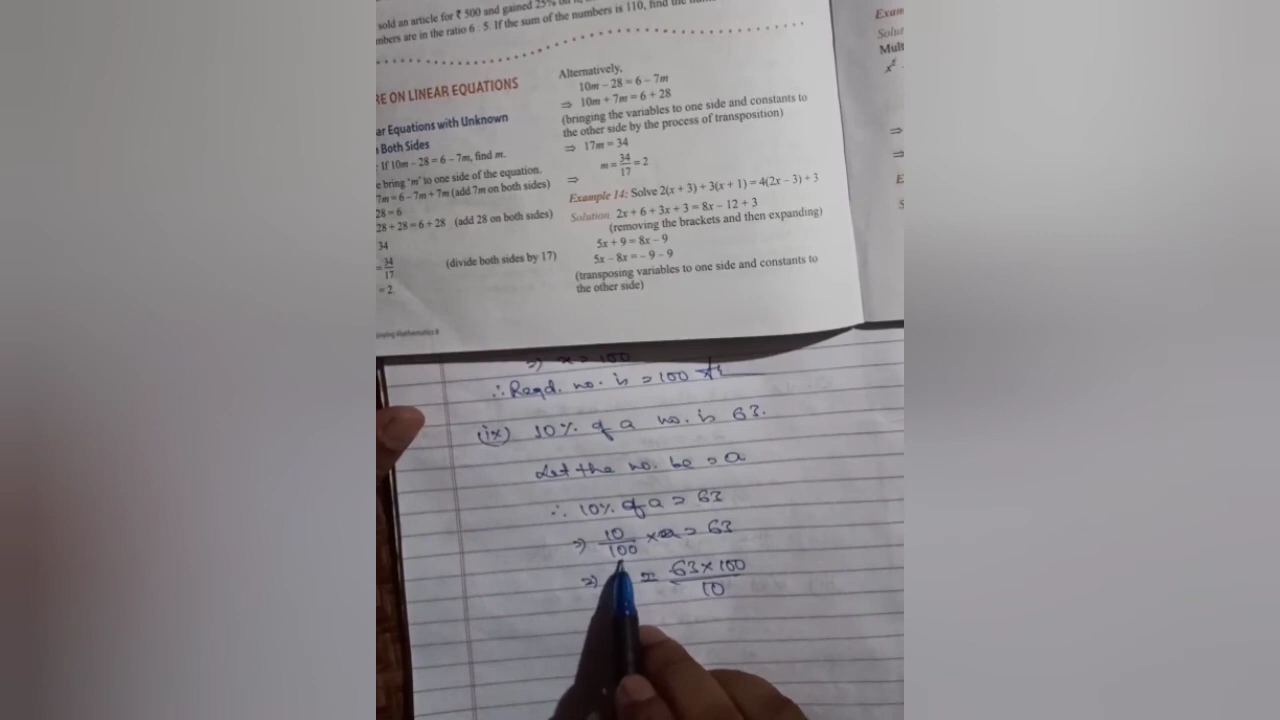 sold an article for ₹ 500 and gained 25% on
mbers are in the ratio 6 : 5. If the sum of the numbers is 110, find the
RE ON LINEAR EQUATIONS
ar Equations with Unknown
Both Sides
If 10m – 28 = 6 – 7m, find m.
e bring 'm' to one side of the equation.
7m = 6 – 7m + 7m (add 7m on both sides)
28 = 6
28 + 28 = 6 + 28 (add 28 on both sides)
34
= 34/17 (divide both sides by 17)
= 2
Mathematics 8
Alternatively,
10m – 28 = 6 – 7m
⇒ 10m + 7m = 6 + 28
(bringing the variables to one side and constants to
the other side by the process of transposition)
⇒ 17m = 34
⇒ m = 34/17 = 2
Example 14: Solve 2(x + 3) + 3(x + 1) = 4(2x – 3) + 3
Solution 2x + 6 + 3x + 3 = 8x – 12 + 3
(removing the brackets and then expanding)
5x + 9 = 8x – 9
5x – 8x = – 9 – 9
(transposing variables to one side and constants to
the other side)
Exam
Solut
Mult
x²
⇒
⇒
E
S
⇒ x = 100
∴ Reqd. no. is = 100
(ix) 10% of a no. is 63.
Let the no. be = a
∴ 10% of a = 63
⇒ 10/100 × a = 63
⇒ = 63 × 100/10